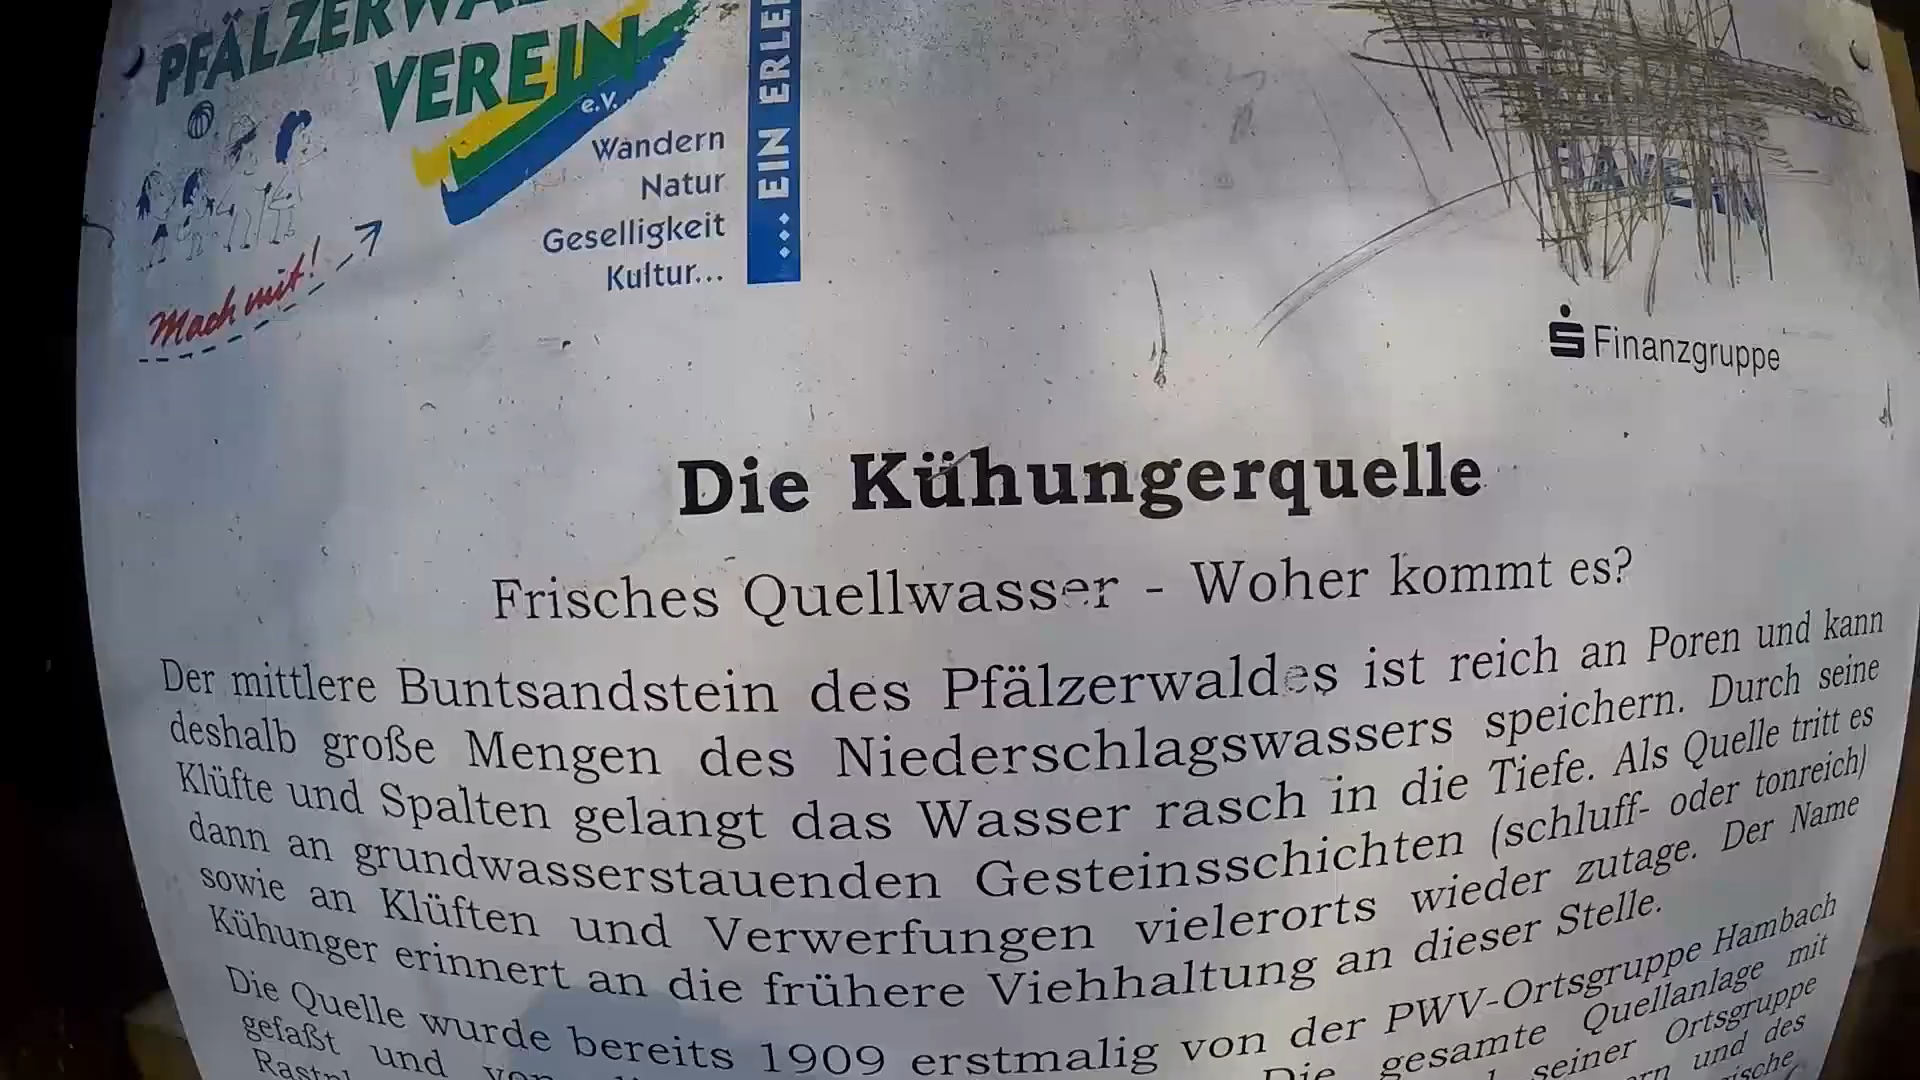 PFÄLZERWA
VEREIN
e.V.
Wandern
Natur
Geselligkeit
Kultur...
... EIN ERLE
Mach mit!
BAYERN
Finanzgruppe
Die Kühungerquelle
Frisches Quellwasser - Woher kommt es?
Der mittlere Buntsandstein des Pfälzerwaldes ist reich an Poren und kann
deshalb große Mengen des Niederschlagswassers speichern. Durch seine
Klüfte und Spalten gelangt das Wasser rasch in die Tiefe. Als Quelle tritt es
dann an grundwasserstauenden Gesteinsschichten (schluff- oder tonreich)
sowie an Klüften und Verwerfungen vielerorts wieder zutage. Der Name
Kühunger erinnert an die frühere Viehhaltung an dieser Stelle.
Die Quelle wurde bereits 1909 erstmalig von der PWV-Ortsgruppe Hambach
gefaßt und Die gesamte Quellanlage mit
seiner Ortsgruppe
und des